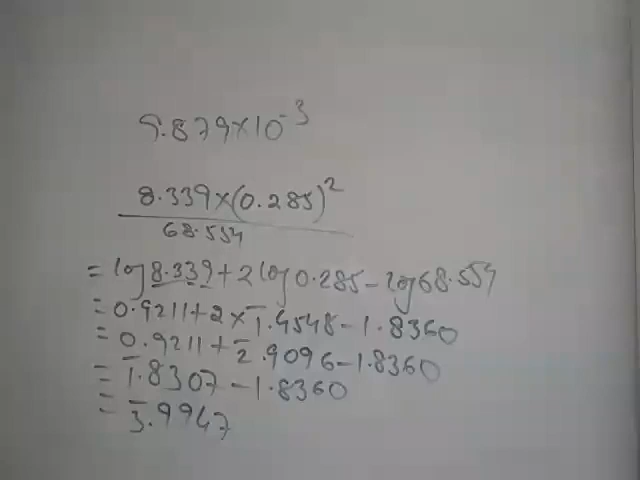 9.879×10⁻³
8.339×(0.285)²
68.554
= log 8.339 + 2 log 0.285 - log 68.554
= 0.9211 + 2 × 1̅.4548 - 1.8360
= 0.9211 + 2̅.9096 - 1.8360
= 1̅.8307 - 1.8360
= 3̅.9947